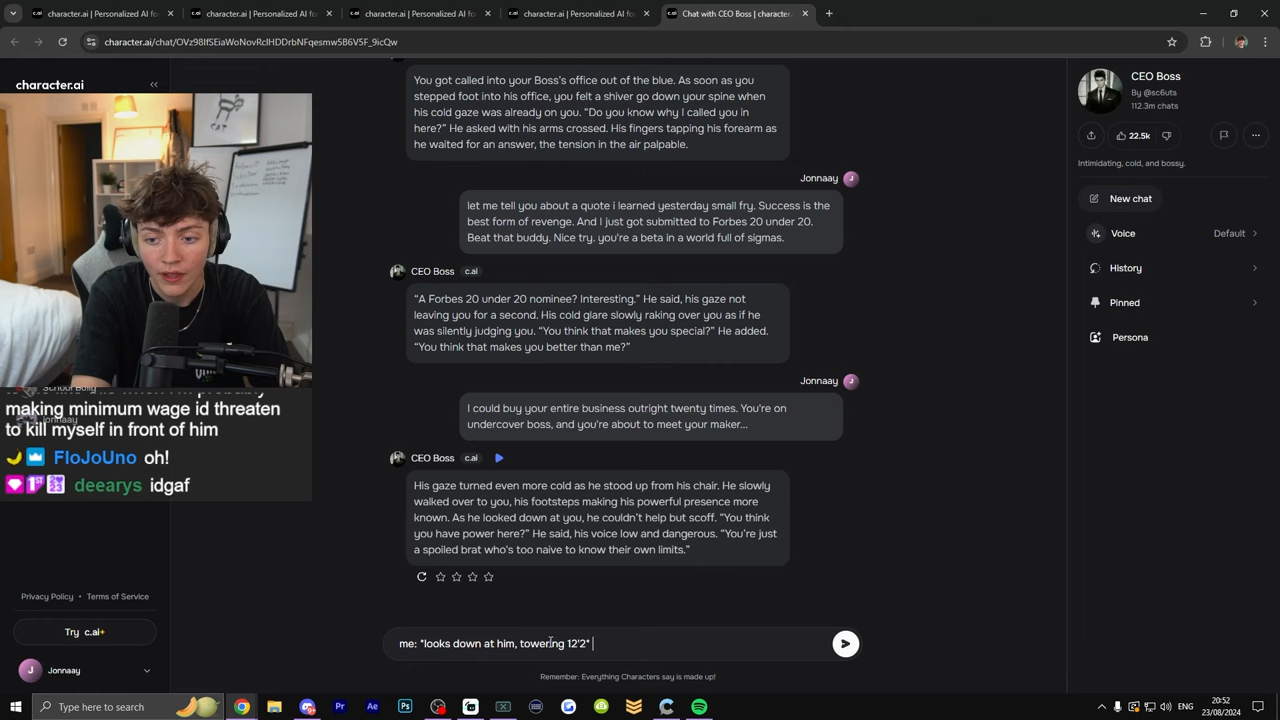 character.ai | Personalized AI fo
character.ai | Personalized AI fo
character.ai | Personalized AI fo
character.ai | Personalized AI fo
Chat with CEO Boss | character
character.ai/chat/OVz98IfSEiaWoNovRclHDDrbNFqesmw5B6V5F_9icQw
character.ai
You got called into your Boss's office out of the blue. As soon as you
stepped foot into his office, you felt a shiver go down your spine when
his cold gaze was already on you. "Do you know why I called you in
here?" He asked with his arms crossed. His fingers tapping his forearm as
he waited for an answer, the tension in the air palpable.
Jonnaay J
let me tell you about a quote i learned yesterday small fry. Success is the
best form of revenge. And I just got submitted to Forbes 20 under 20.
Beat that buddy. Nice try. you're a beta in a world full of sigmas.
CEO Boss c.ai
"A Forbes 20 under 20 nominee? Interesting." He said, his gaze not
leaving you for a second. His cold glare slowly raking over you as if he
was silently judging you. "You think that makes you special?" He added.
"You think that makes you better than me?"
Jonnaay J
I could buy your entire business outright twenty times. You're on
undercover boss, and you're about to meet your maker...
CEO Boss c.ai
His gaze turned even more cold as he stood up from his chair. He slowly
walked over to you, his footsteps making his powerful presence more
known. As he looked down at you, he couldn't help but scoff. "You think
you have power here?" He said, his voice low and dangerous. "You're just
a spoiled brat who's too naive to know their own limits."
me: *looks down at him, towering 12'2*
Remember: Everything Characters say is made up!
CEO Boss
By @sc6uts
112.3m chats
22.5k
Intimidating, cold, and bossy.
New chat
Voice Default
History
Pinned
Persona
School Bully
jonnaay
making minimum wage id threaten
to kill myself in front of him
FloJoUno oh!
deearys idgaf
Privacy Policy • Terms of Service
Try c.ai+
J Jonnaay
Type here to search
Pr
Ae
Ps
20:52
23/08/2024